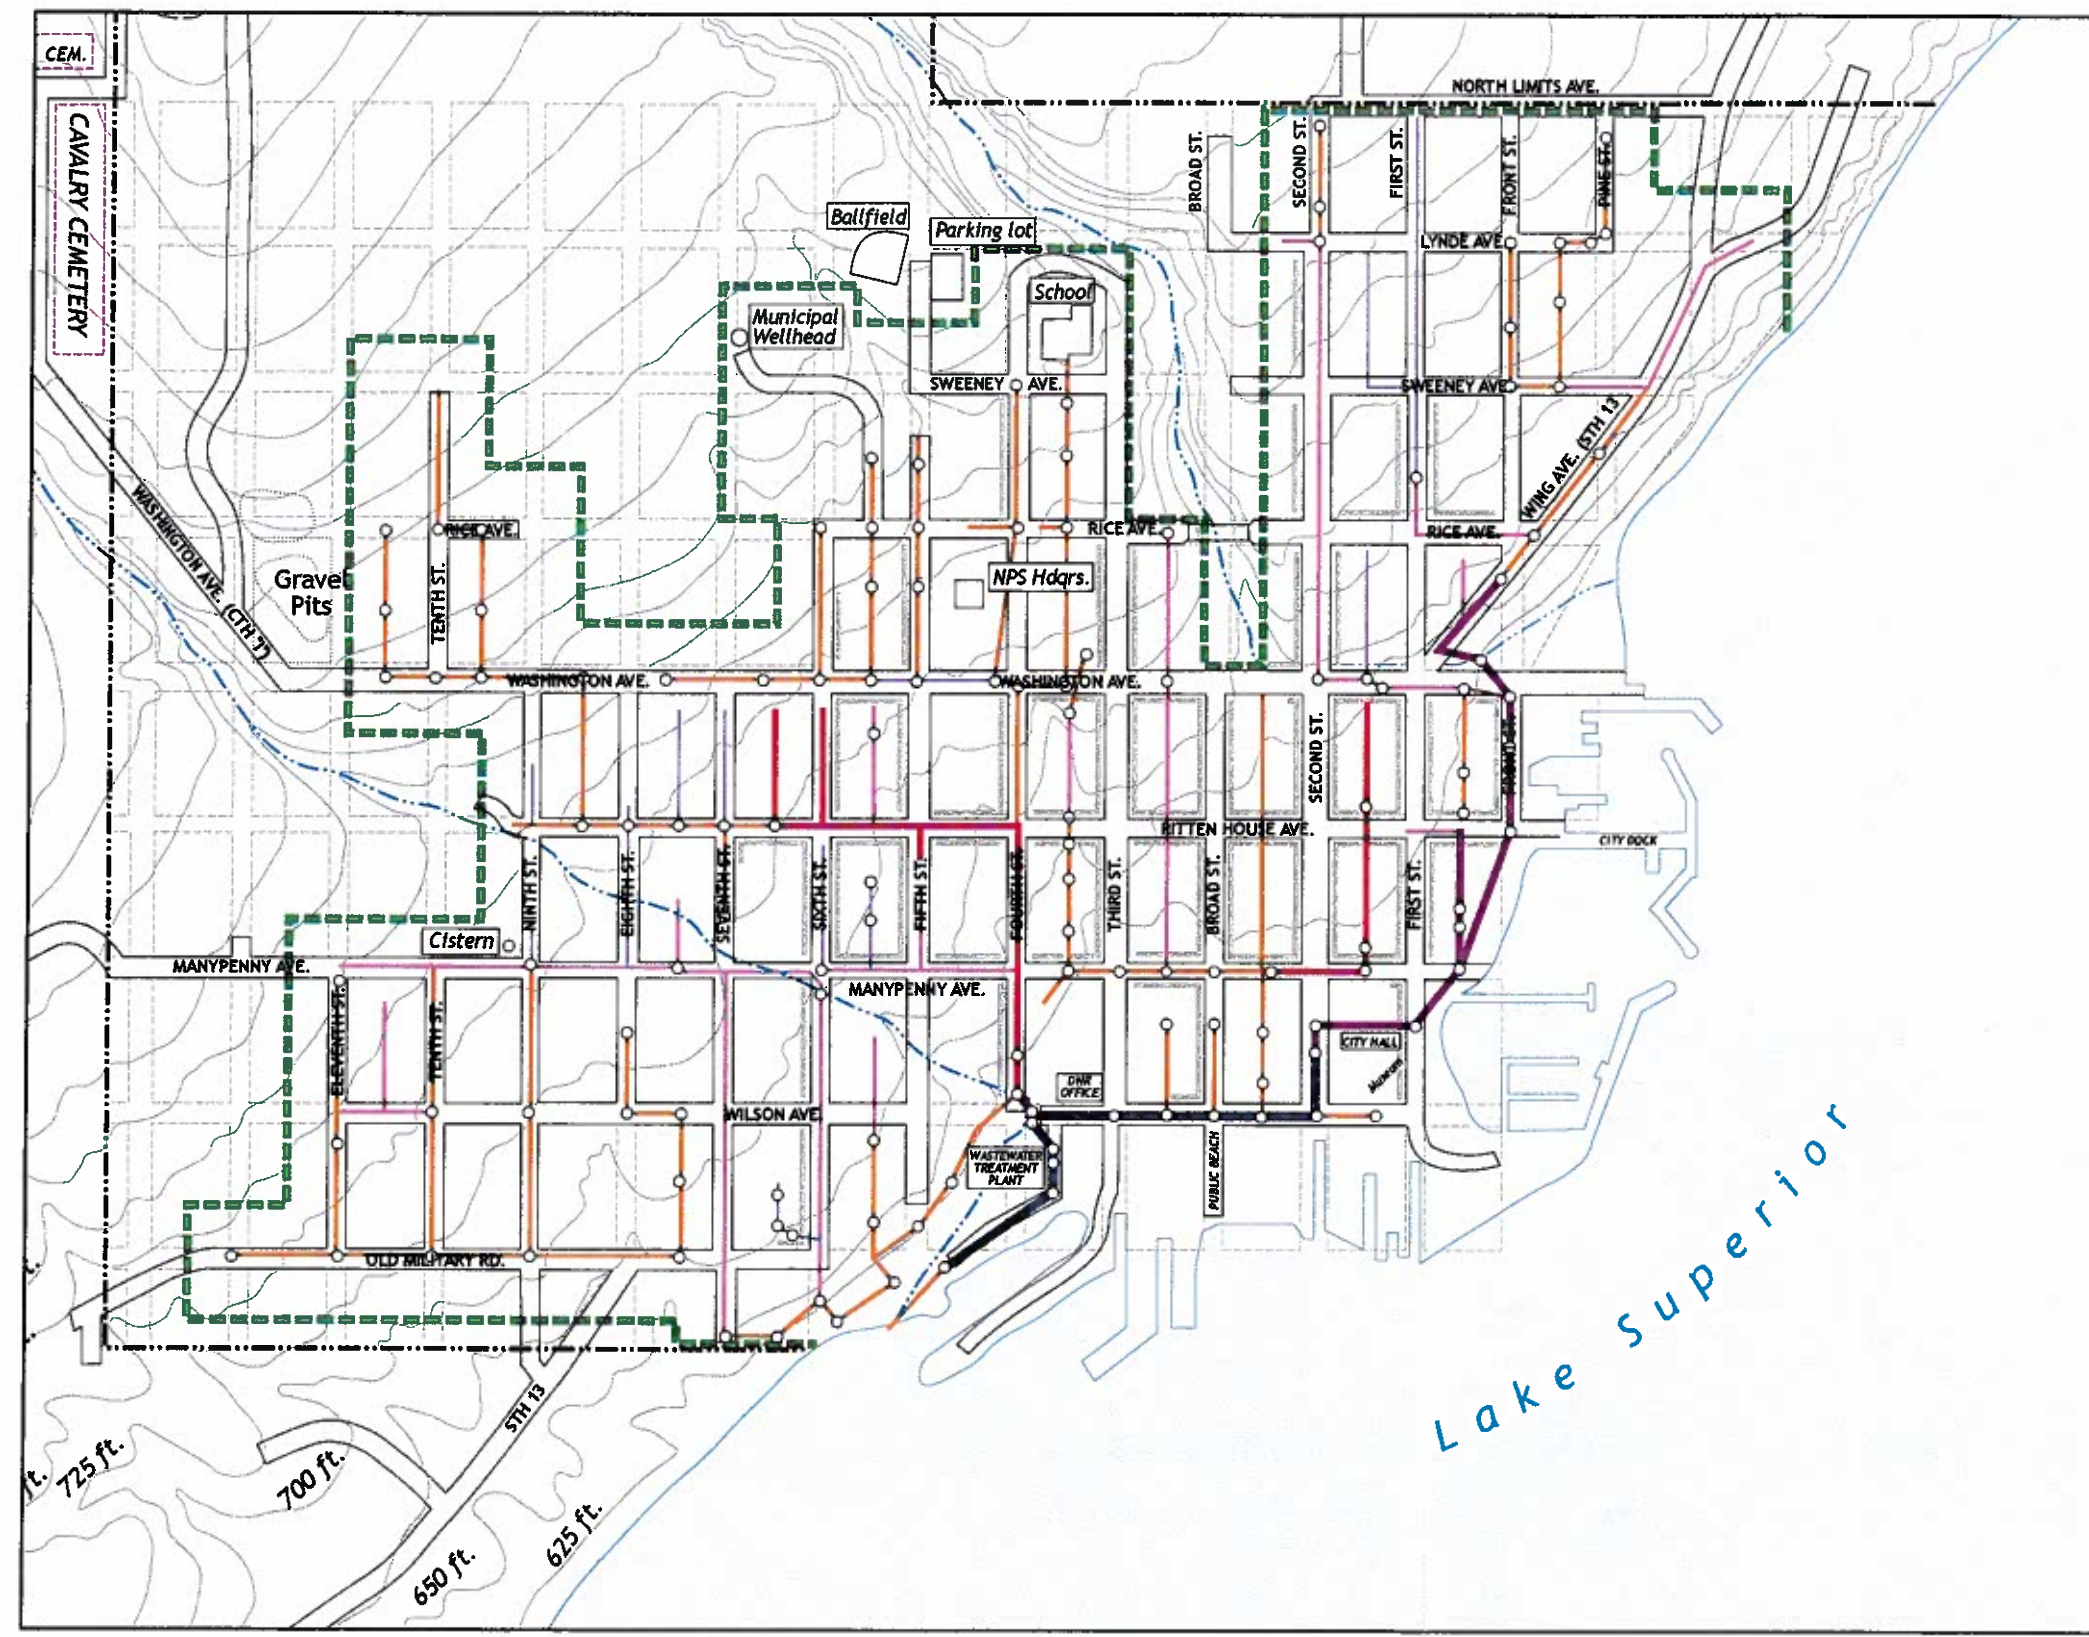 CEM.
NORTH LIMITS AVE.
CAVALRY CEMETERY
BROAD ST.
SECOND ST.
FIRST ST.
FRONT ST.
PINE ST.
Ballfield
Parking lot
LYNDE AVE.
School
Municipal
Wellhead
SWEENEY AVE.
SWEENEY AVE.
WING AVE. (STH 13
WASHINGTON AVE. (CTH "J")
RICE AVE.
RICE AVE.
RICE AVE.
Gravel
Pits
TENTH ST.
NPS Hdqrs.
WASHINGTON AVE.
WASHINGTON AVE.
SECOND ST.
FRONT ST.
RITTEN HOUSE AVE.
CITY DOCK
NINTH ST.
EIGHTH ST.
SEVENTH ST.
SIXTH ST.
FIFTH ST.
FOURTH ST.
THIRD ST.
BROAD ST.
FIRST ST.
Cistern
MANYPENNY AVE.
MANYPENNY AVE.
ELEVENTH ST.
TENTH ST.
CITY HALL
Museum
DNR
OFFICE
WILSON AVE.
WASTEWATER
TREATMENT
PLANT
PUBLIC BEACH
OLD MILITARY RD.
Lake Superior
STH 13
ft.
725 ft.
700 ft.
650 ft.
625 ft.